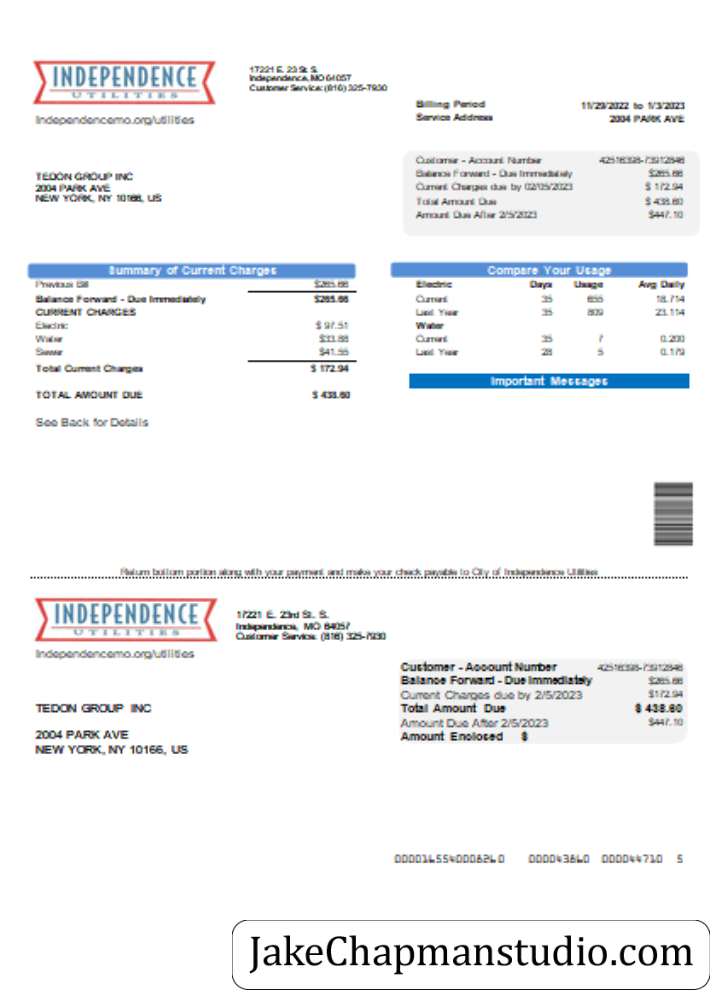 INDEPENDENCE
UTILITIES
Independencemo.org/utilities
17221 E. 23 St. S.
Independence, MO 64057
Customer Service: (816) 325-7930
Billing Period 11/29/2022 to 1/3/2023
Service Address 2004 PARK AVE
TEDON GROUP INC
2004 PARK AVE
NEW YORK, NY 10166, US
Customer - Account Number 42516398-73912846
Balance Forward - Due Immediately $265.66
Current Charges due by 02/05/2023 $ 172.94
Total Amount Due $ 438.60
Amount Due After 2/5/2023 $447.10
Summary of Current Charges
Previous Bill $265.66
Balance Forward - Due Immediately $265.66
CURRENT CHARGES
Electric $ 97.51
Water $33.88
Sewer $41.55
Total Current Charges $ 172.94
TOTAL AMOUNT DUE $ 438.60
See Back for Details
Compare Your Usage
Electric Days Usage Avg Daily
Current 35 655 18.714
Last Year 35 809 23.114
Water
Current 35 7 0.200
Last Year 28 5 0.179
Important Messages
Return bottom portion along with your payment and make your check payable to City of Independence Utilities
INDEPENDENCE
UTILITIES
Independencemo.org/utilities
17221 E. 23rd St. S.
Independence, MO 64057
Customer Service: (816) 325-7930
TEDON GROUP INC
2004 PARK AVE
NEW YORK, NY 10166, US
Customer - Account Number 42516398-73912846
Balance Forward - Due Immediately $265.66
Current Charges due by 2/5/2023 $172.94
Total Amount Due $ 438.60
Amount Due After 2/5/2023 $447.10
Amount Enclosed $
0000165540008260 000043860 000044710 5
JakeChapmanstudio.com